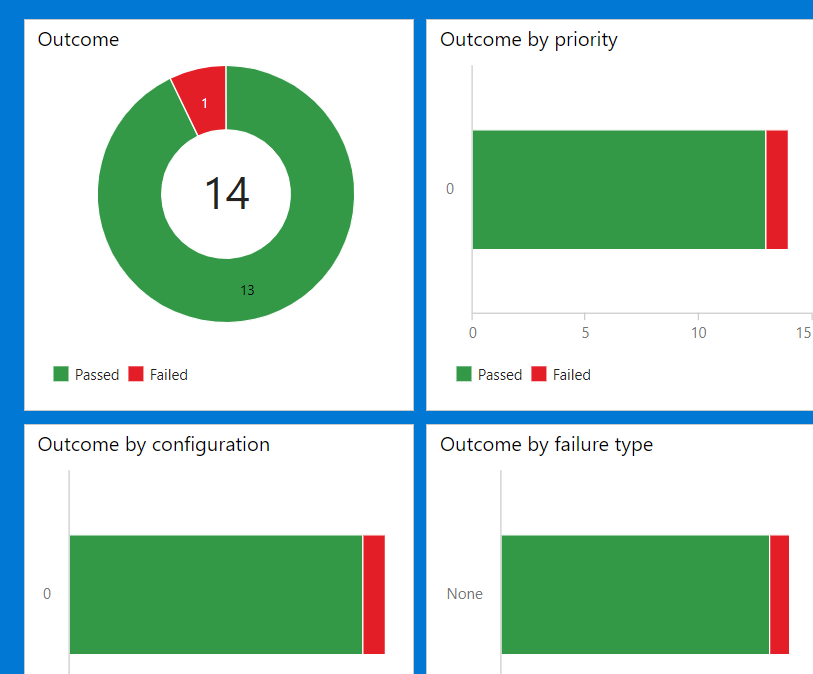 Outcome
1
14
13
Passed Failed
Outcome by priority
0
0 5 10 15
Passed Failed
Outcome by configuration
0
Outcome by failure type
None